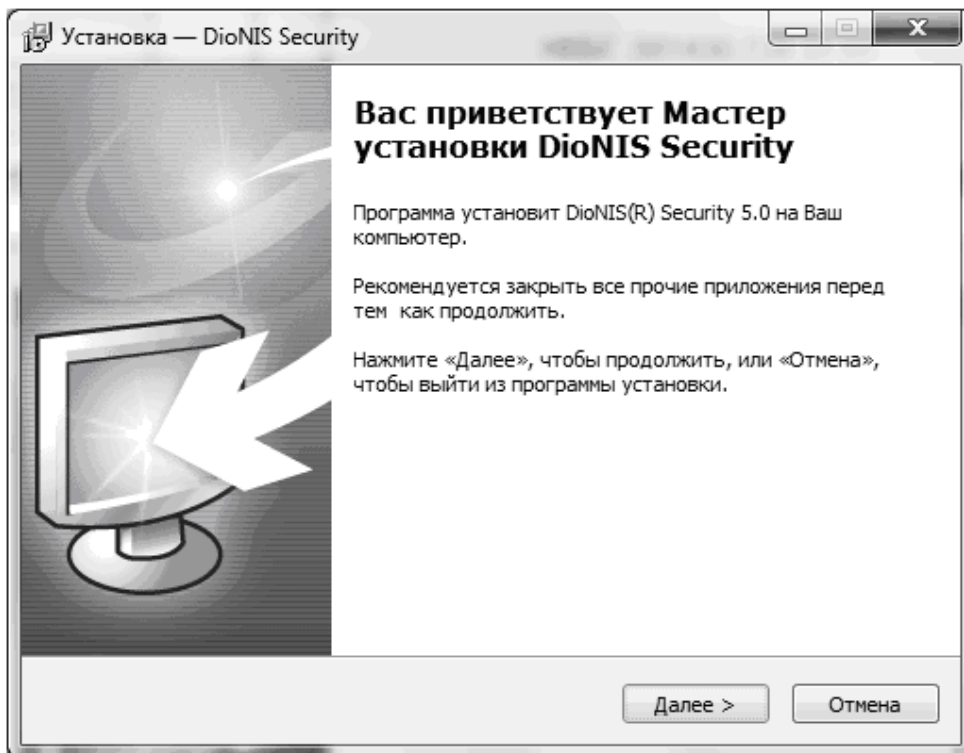 Установка — DioNIS Security
Вас приветствует Мастер
установки DioNIS Security
Программа установит DioNIS(R) Security 5.0 на Ваш
компьютер.
Рекомендуется закрыть все прочие приложения перед
тем  как продолжить.
Нажмите «Далее», чтобы продолжить, или «Отмена»,
чтобы выйти из программы установки.
Далее >
Отмена